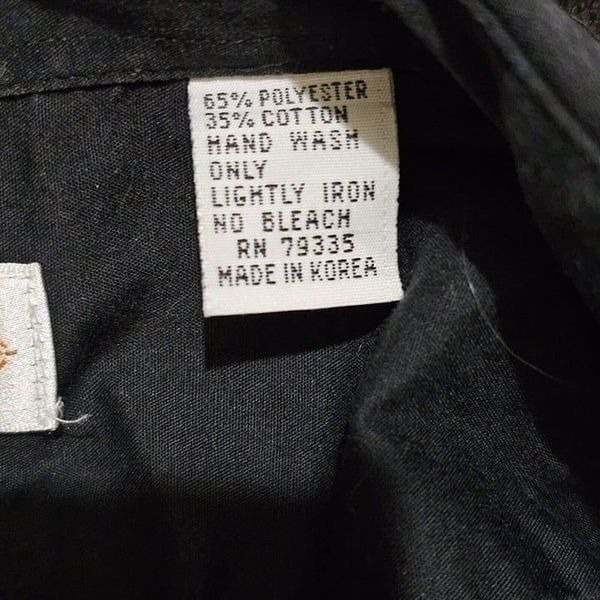 65% POLYESTER
35% COTTON
HAND WASH
ONLY
LIGHTLY IRON
NO BLEACH
RN 79335
MADE IN KOREA